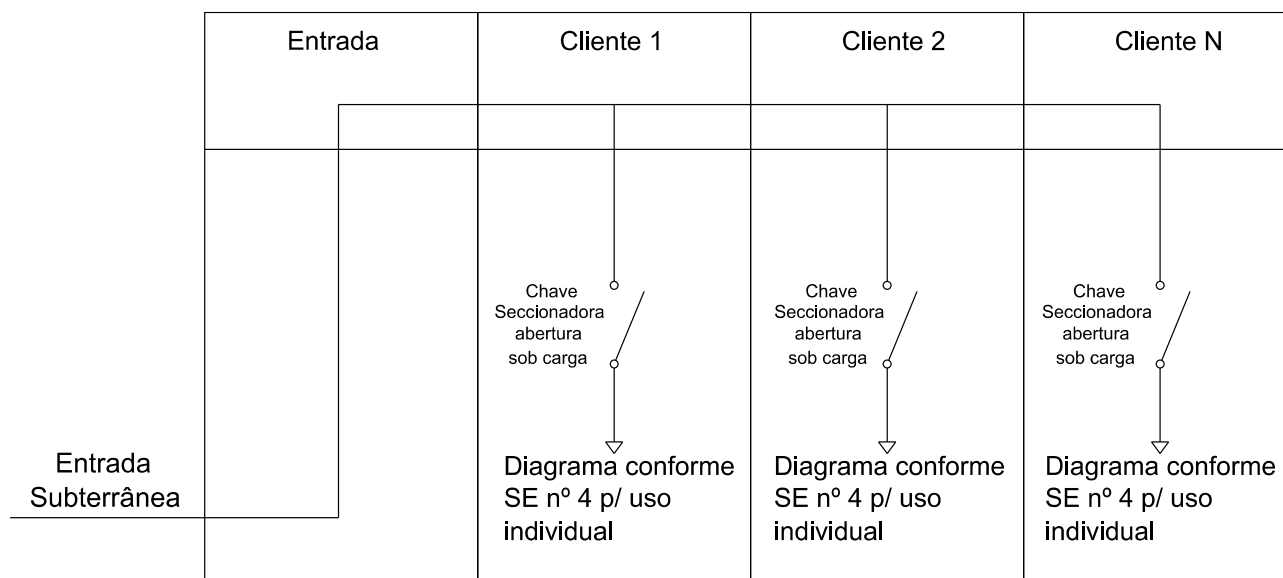 Entrada
Cliente 1
Cliente 2
Cliente N
Chave
Seccionadora
abertura
sob carga
Chave
Seccionadora
abertura
sob carga
Chave
Seccionadora
abertura
sob carga
Entrada
Subterrânea
Diagrama conforme
SE nº 4 p/ uso
individual
Diagrama conforme
SE nº 4 p/ uso
individual
Diagrama conforme
SE nº 4 p/ uso
individual